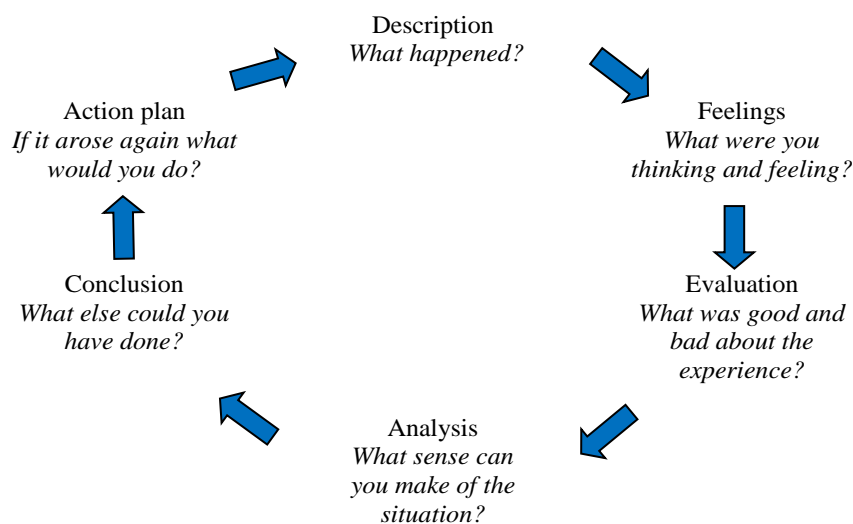 Description
What happened?
Feelings
What were you
thinking and feeling?
Evaluation
What was good and
bad about the
experience?
Analysis
What sense can
you make of the
situation?
Conclusion
What else could you
have done?
Action plan
If it arose again what
would you do?